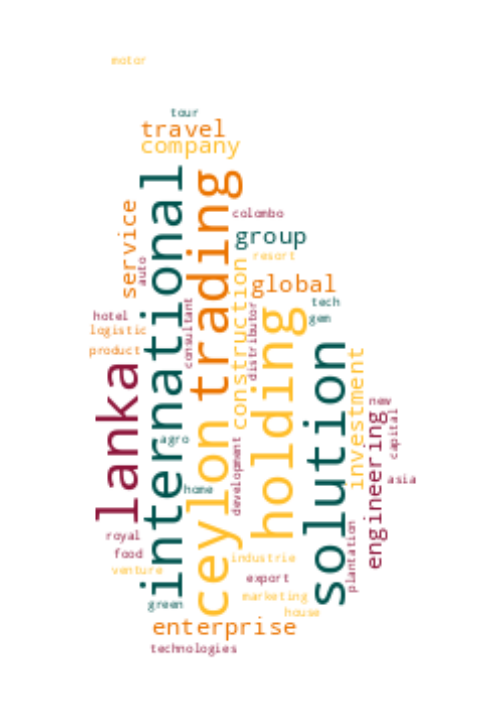 motor
tour
travel
company
international
trading
service
colombo
group
auto
resort
construction
global
tech
gem
hotel
logistic
consultant
distributor
holding
product
lanka
solution
investment
new
capital
engineering
ceylon
agro
development
asia
home
royal
plantation
food
industrie
venture
export
green
marketing
house
enterprise
technologies